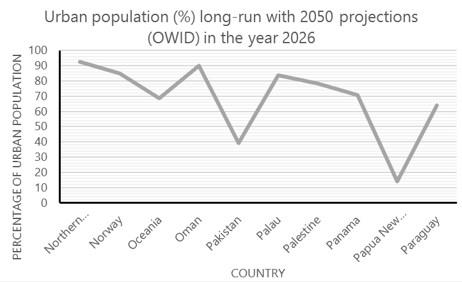 Urban population (%) long-run with 2050 projections
(OWID) in the year 2026
PERCENTAGE OF URBAN POPULATION
100
90
80
70
60
50
40
30
20
10
0
Northern...
Norway
Oceania
Oman
Pakistan
Palau
Palestine
Panama
Papua New...
Paraguay
COUNTRY